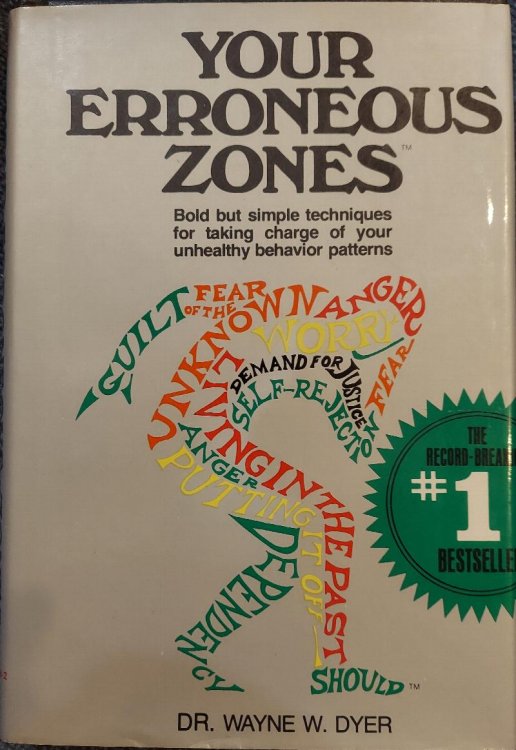 YOUR
ERRONEOUS
ZONES™
Bold but simple techniques
for taking charge of your
unhealthy behavior patterns
GUILT
FEAR
OF THE
UNKNOWN
ANGER
WORRY
FEAR
DEMAND FOR JUSTICE
SELF-REJECTION
LIVING IN THE PAST
ANGER
PUTTING IT OFF
DEPENDENCY
SHOULD™
THE
#1
BESTSELLE
DR. WAYNE W. DYER